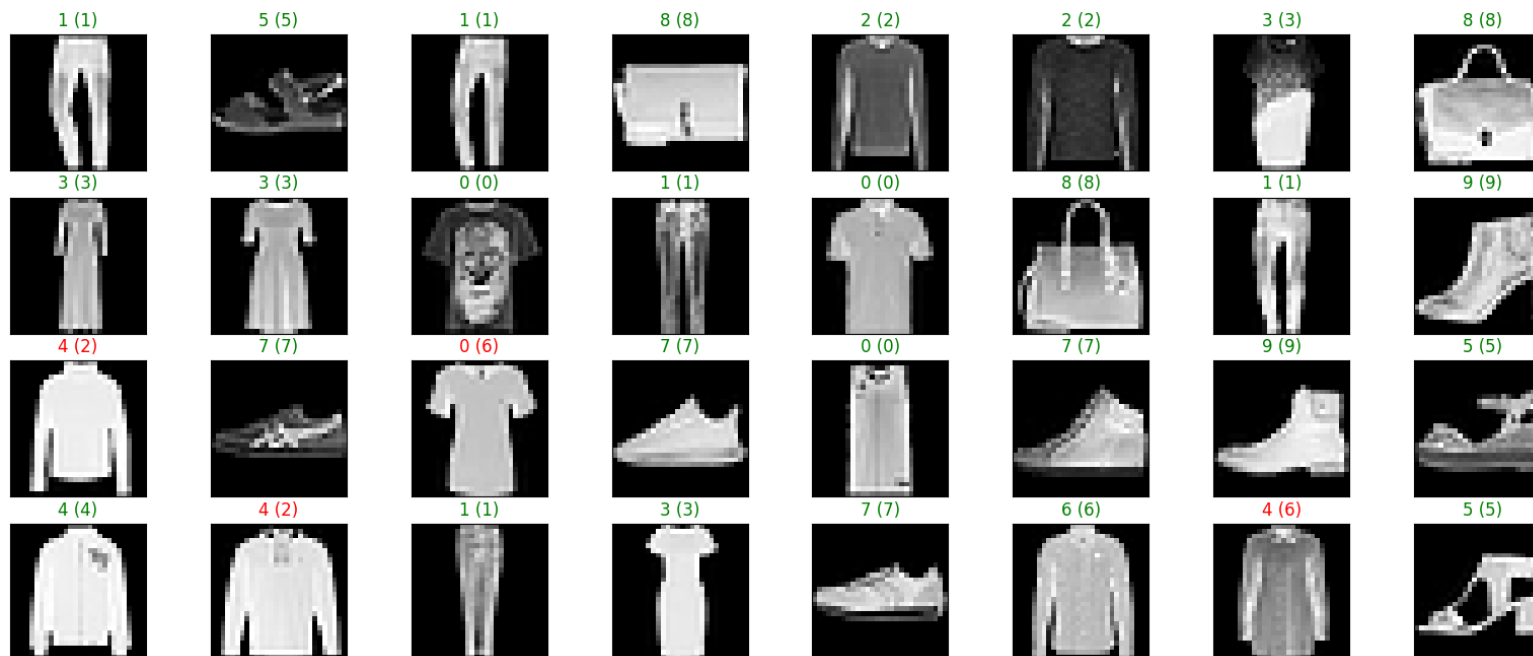 1 (1) 5 (5) 1 (1) 8 (8) 2 (2) 2 (2) 3 (3) 8 (8)
3 (3) 3 (3) 0 (0) 1 (1) 0 (0) 8 (8) 1 (1) 9 (9)
4 (2) 7 (7) 0 (6) 7 (7) 0 (0) 7 (7) 9 (9) 5 (5)
4 (4) 4 (2) 1 (1) 3 (3) 7 (7) 6 (6) 4 (6) 5 (5)